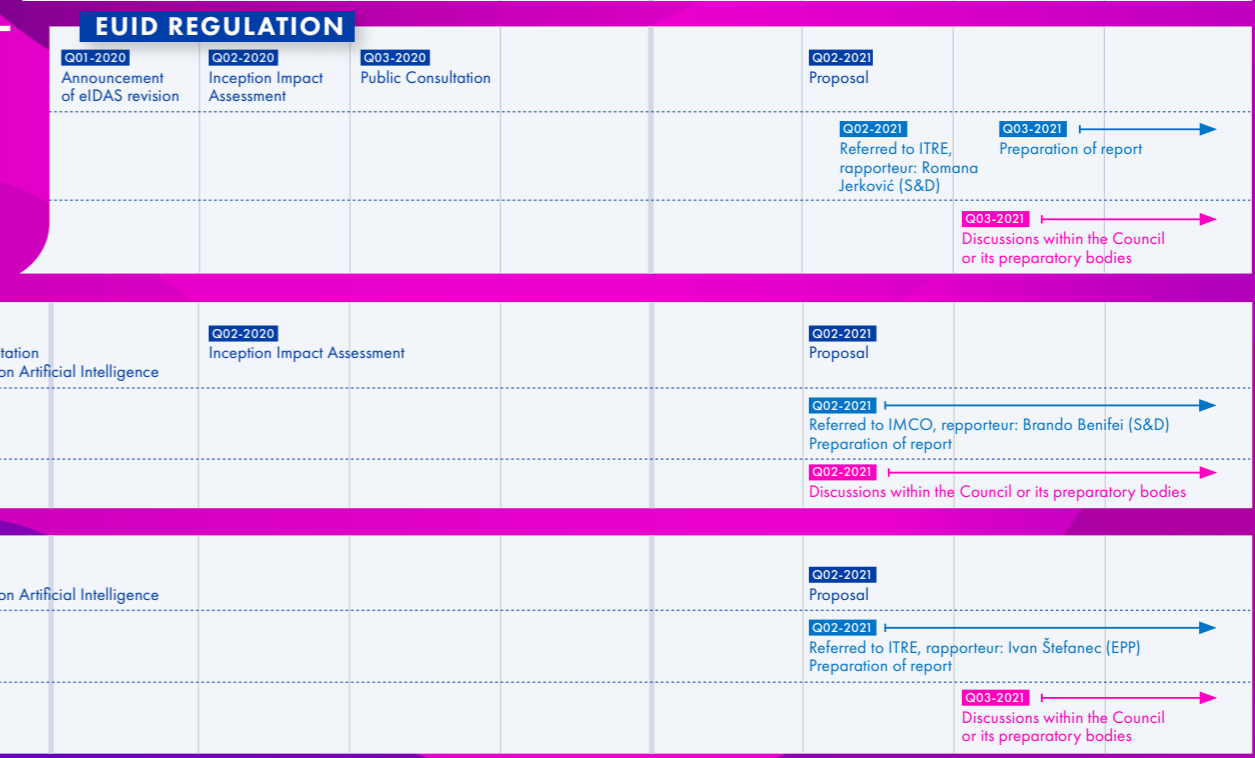 EUID REGULATION
Q01-2020
Announcement
of eIDAS revision
Q02-2020
Inception Impact
Assessment
Q03-2020
Public Consultation
Q02-2021
Proposal
Q02-2021
Referred to ITRE,
rapporteur: Romana
Jerković (S&D)
Q03-2021
Preparation of report
Q03-2021
Discussions within the Council
or its preparatory bodies
tation
on Artificial Intelligence
Q02-2020
Inception Impact Assessment
Q02-2021
Proposal
Q02-2021
Referred to IMCO, repporteur: Brando Benifei (S&D)
Preparation of report
Q02-2021
Discussions within the Council or its preparatory bodies
on Artificial Intelligence
Q02-2021
Proposal
Q02-2021
Referred to ITRE, rapporteur: Ivan Štefanec (EPP)
Preparation of report
Q03-2021
Discussions within the Council
or its preparatory bodies